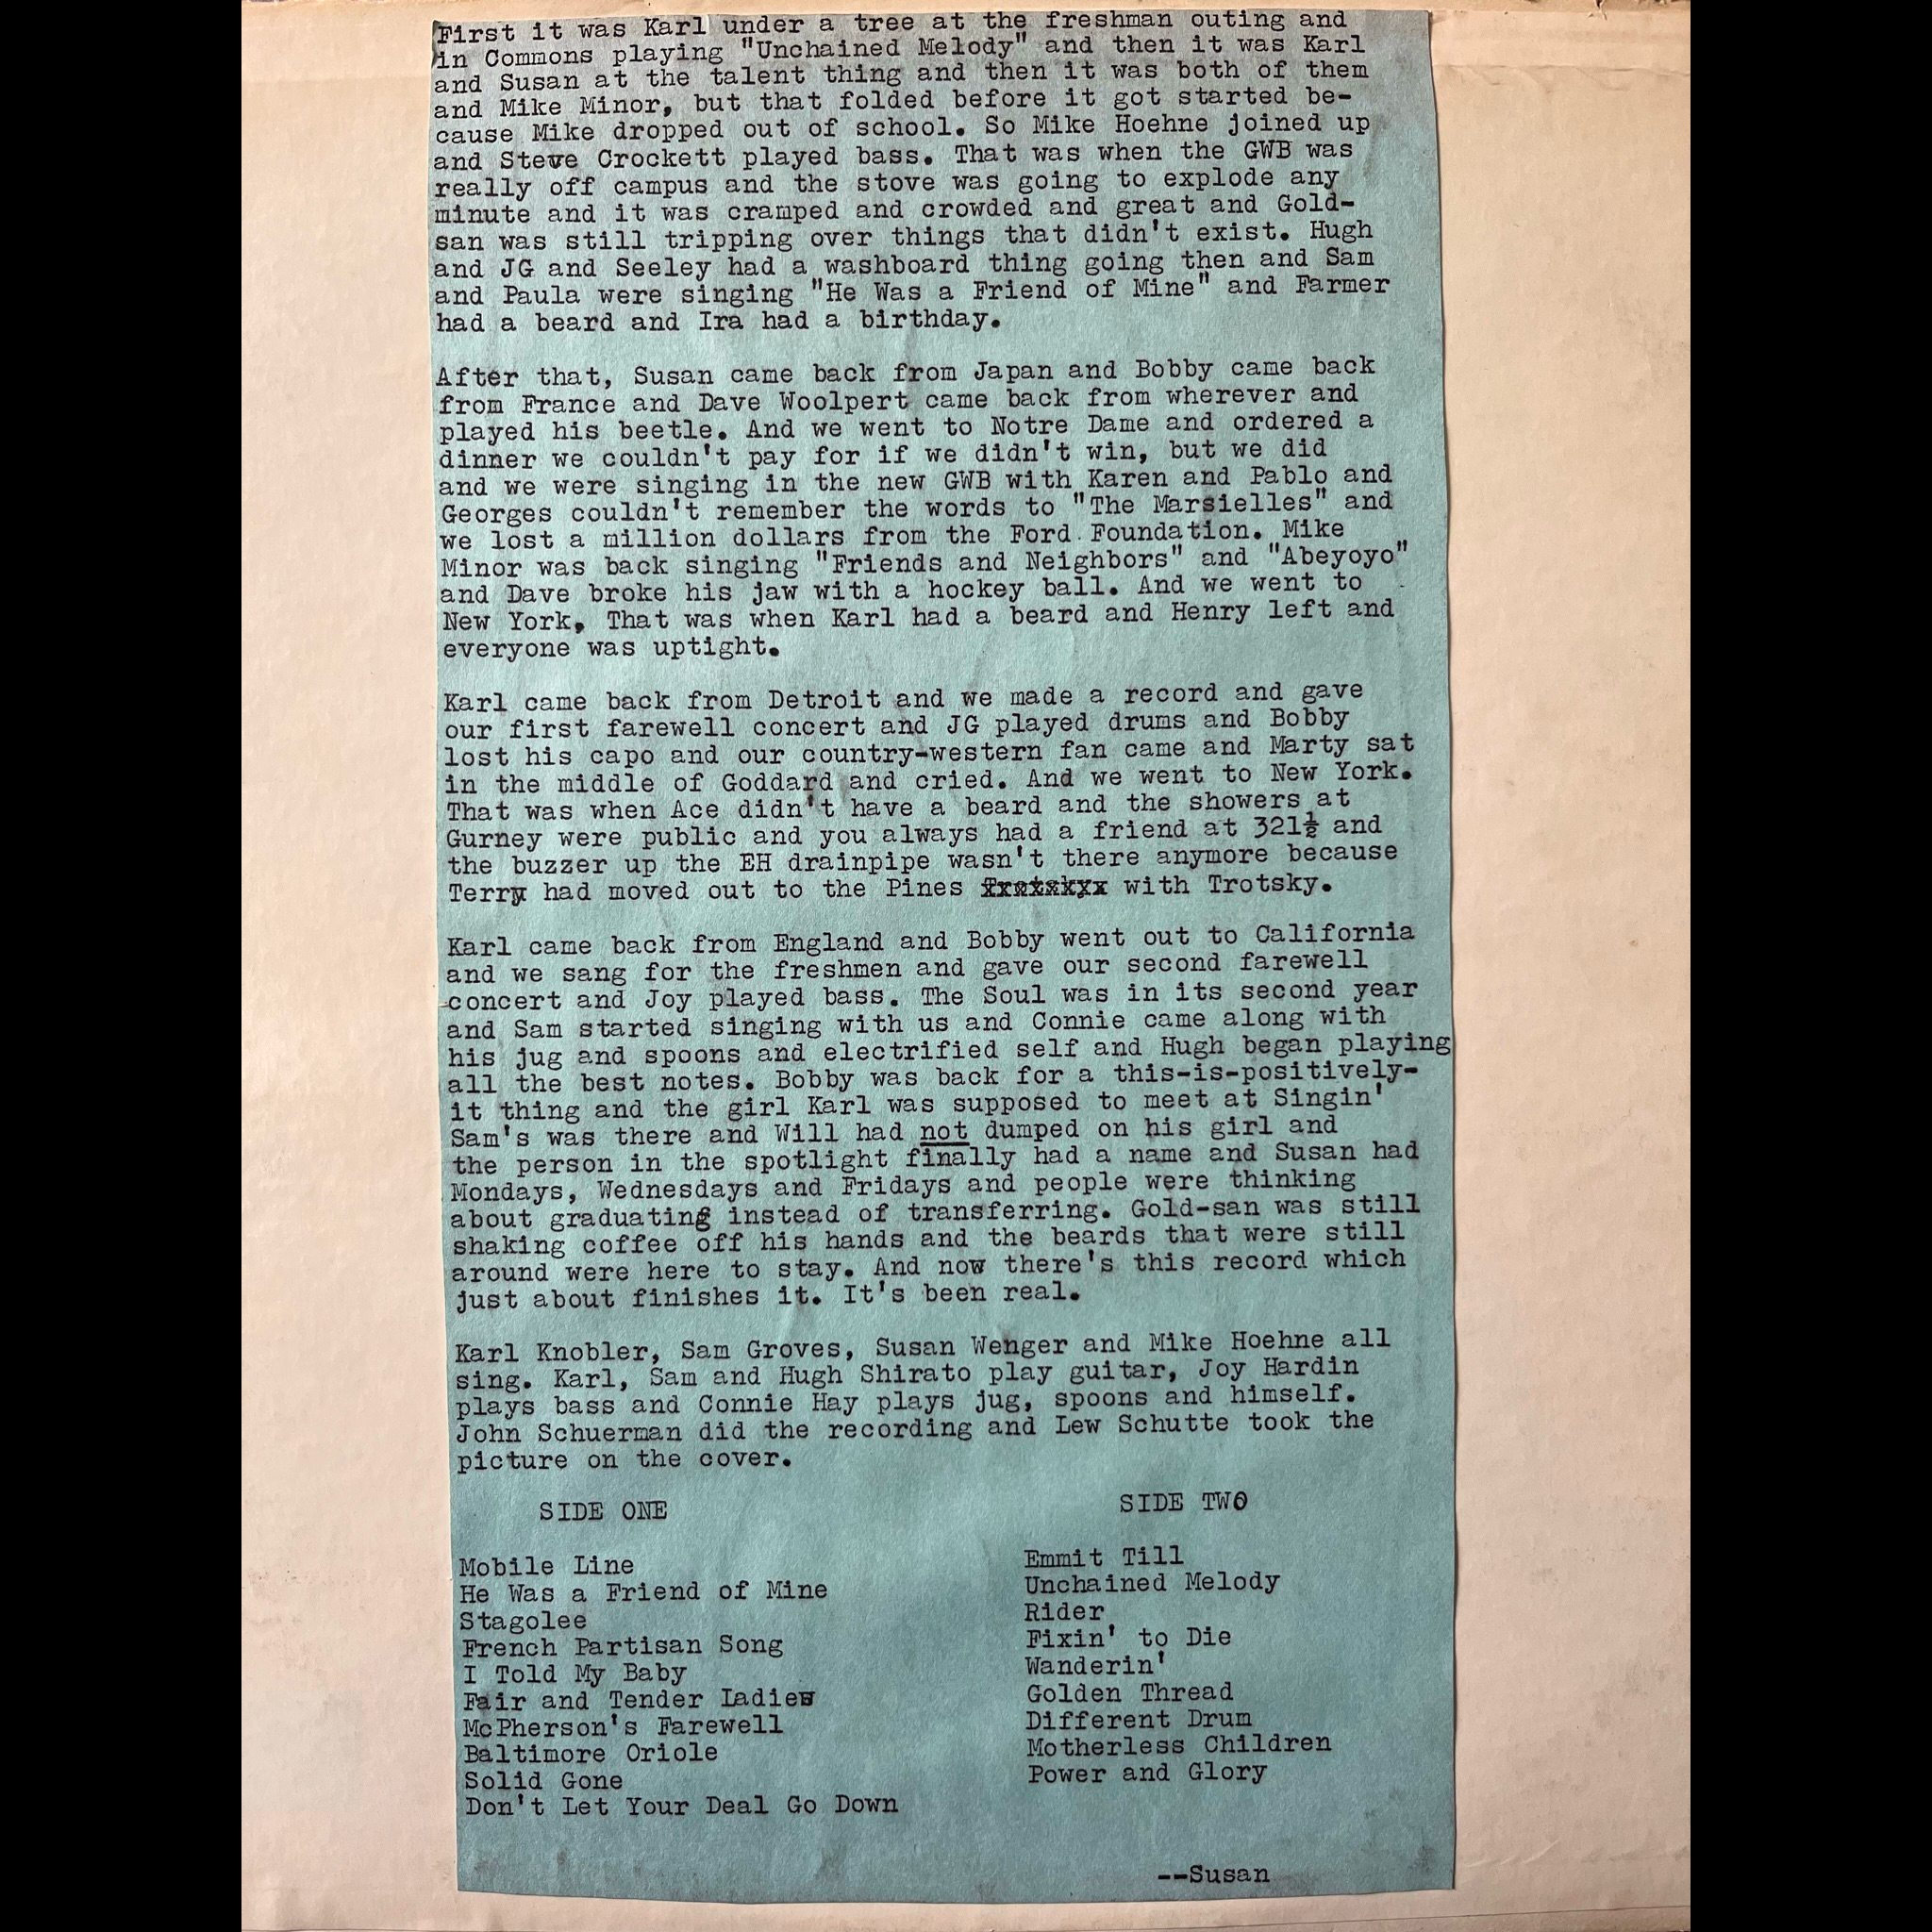 First it was Karl under a tree at the freshman outing and
in Commons playing "Unchained Melody" and then it was Karl
and Susan at the talent thing and then it was both of them
and Mike Minor, but that folded before it got started be-
cause Mike dropped out of school. So Mike Hoehne joined up
and Steve Crockett played bass. That was when the GWB was
really off campus and the stove was going to explode any
minute and it was cramped and crowded and great and Gold-
san was still tripping over things that didn't exist. Hugh
and JG and Seeley had a washboard thing going then and Sam
and Paula were singing "He Was a Friend of Mine" and Farmer
had a beard and Ira had a birthday.
After that, Susan came back from Japan and Bobby came back
from France and Dave Woolpert came back from wherever and
played his beetle. And we went to Notre Dame and ordered a
dinner we couldn't pay for if we didn't win, but we did
and we were singing in the new GWB with Karen and Pablo and
Georges couldn't remember the words to "The Marsielles" and
we lost a million dollars from the Ford Foundation. Mike
Minor was back singing "Friends and Neighbors" and "Abeyoyo"
and Dave broke his jaw with a hockey ball. And we went to
New York, That was when Karl had a beard and Henry left and
everyone was uptight.
Karl came back from Detroit and we made a record and gave
our first farewell concert and JG played drums and Bobby
lost his capo and our country-western fan came and Marty sat
in the middle of Goddard and cried. And we went to New York.
That was when Ace didn't have a beard and the showers at
Gurney were public and you always had a friend at 321½ and
the buzzer up the EH drainpipe wasn't there anymore because
Terry had moved out to the Pines with Trotsky.
Karl came back from England and Bobby went out to California
and we sang for the freshmen and gave our second farewell
concert and Joy played bass. The Soul was in its second year
and Sam started singing with us and Connie came along with
his jug and spoons and electrified self and Hugh began playing
all the best notes. Bobby was back for a this-is-positively-
it thing and the girl Karl was supposed to meet at Singin'
Sam's was there and Will had not dumped on his girl and
the person in the spotlight finally had a name and Susan had
Mondays, Wednesdays and Fridays and people were thinking
about graduating instead of transferring. Gold-san was still
shaking coffee off his hands and the beards that were still
around were here to stay. And now there's this record which
just about finishes it. It's been real.
Karl Knobler, Sam Groves, Susan Wenger and Mike Hoehne all
sing. Karl, Sam and Hugh Shirato play guitar, Joy Hardin
plays bass and Connie Hay plays jug, spoons and himself.
John Schuerman did the recording and Lew Schutte took the
picture on the cover.
SIDE ONE
Mobile Line
He Was a Friend of Mine
Stagolee
French Partisan Song
I Told My Baby
Fair and Tender Ladies
McPherson's Farewell
Baltimore Oriole
Solid Gone
Don't Let Your Deal Go Down
SIDE TWO
Emmit Till
Unchained Melody
Rider
Fixin' to Die
Wanderin'
Golden Thread
Different Drum
Motherless Children
Power and Glory
--Susan